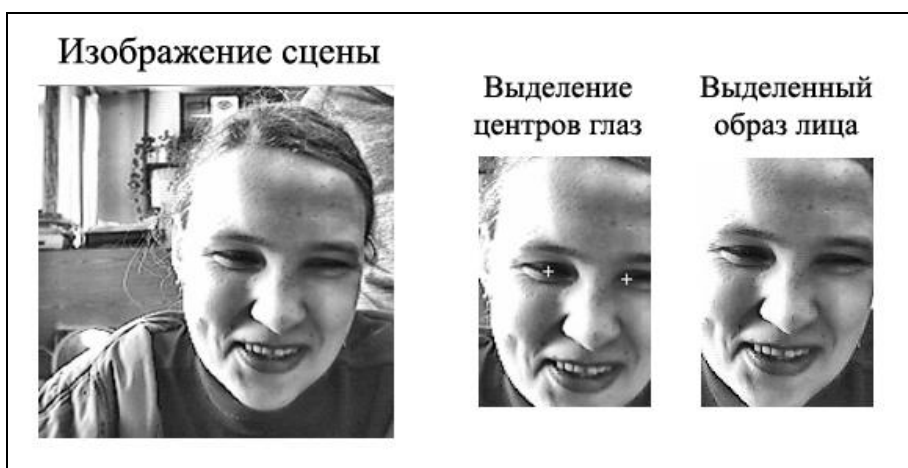 Изображение сцены
Выделение
центров глаз
Выделенный
образ лица